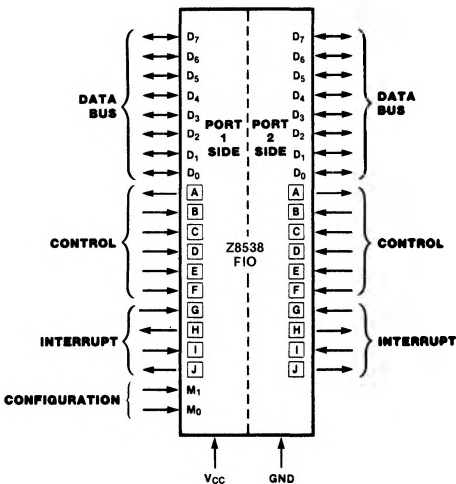 D7 D7
D6 D6
D5 D5
D4 D4
DATA BUS
D3 D3
PORT 1 SIDE
PORT 2 SIDE
DATA BUS
D2 D2
D1 D1
D0 D0
A A
B B
C C
CONTROL
D D
Z8538
FIO
CONTROL
E E
F F
G G
H H
INTERRUPT
INTERRUPT
I I
J J
CONFIGURATION
M1
M0
VCC GND